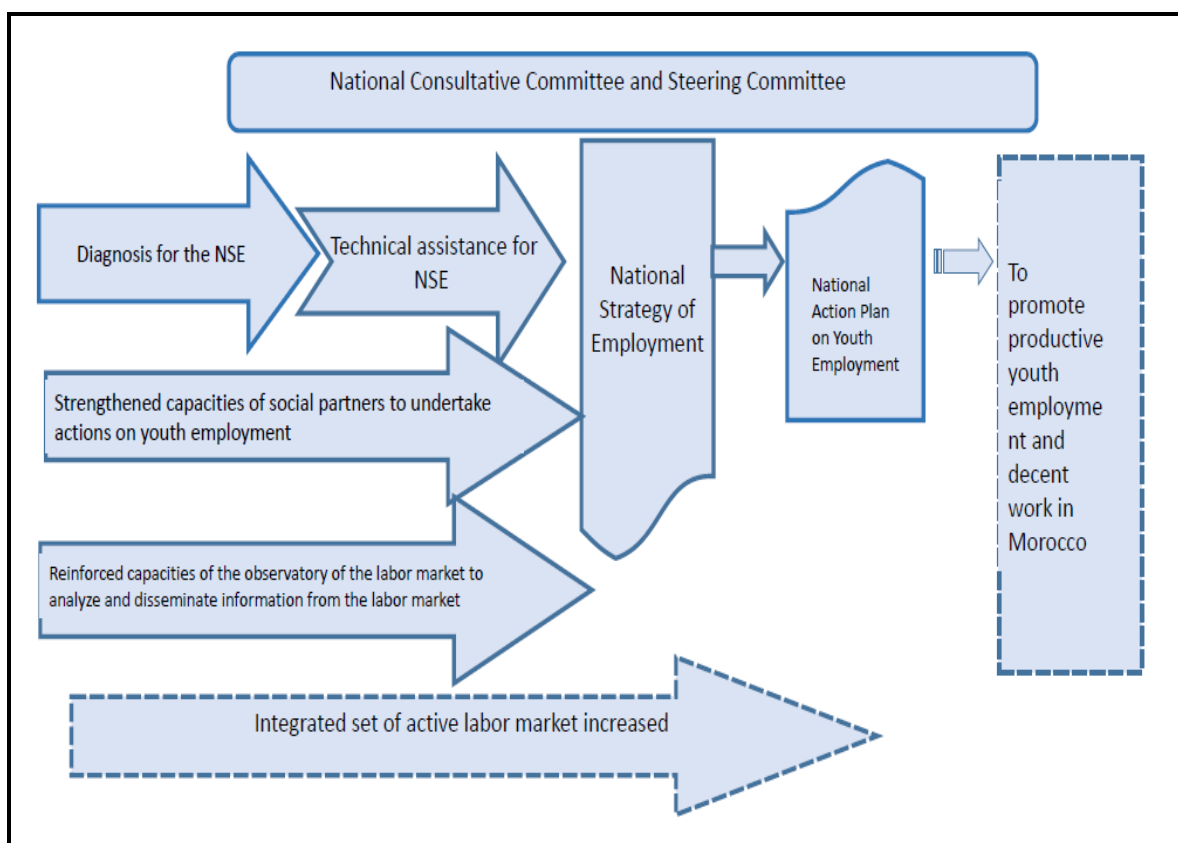 National Consultative Committee and Steering Committee
Diagnosis for the NSE
Technical assistance for
NSE
National
Strategy of
Employment
National
Action Plan
on Youth
Employment
To
promote
productive
youth
employme
nt and
decent
work in
Morocco
Strengthened capacities of social partners to undertake
actions on youth employment
Reinforced capacities of the observatory of the labor market to
analyze and disseminate information from the labor market
Integrated set of active labor market increased